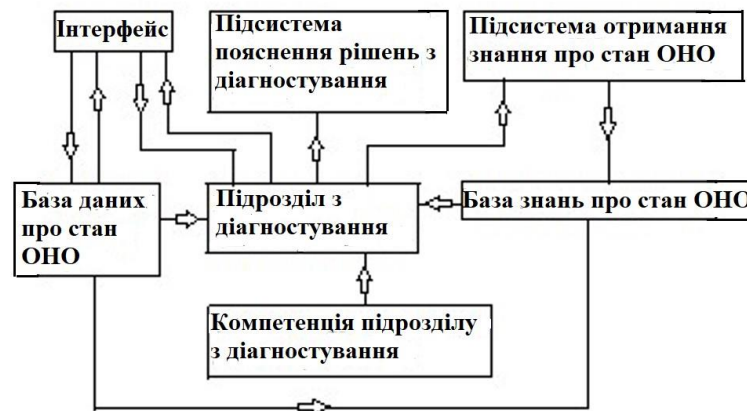 Інтерфейс
Підсистема
пояснення рішень з
діагностування
Підсистема отримання
знання про стан ОНО
База даних
про стан
ОНО
Підрозділ з
діагностування
База знань про стан ОНО
Компетенція підрозділу
з діагностування